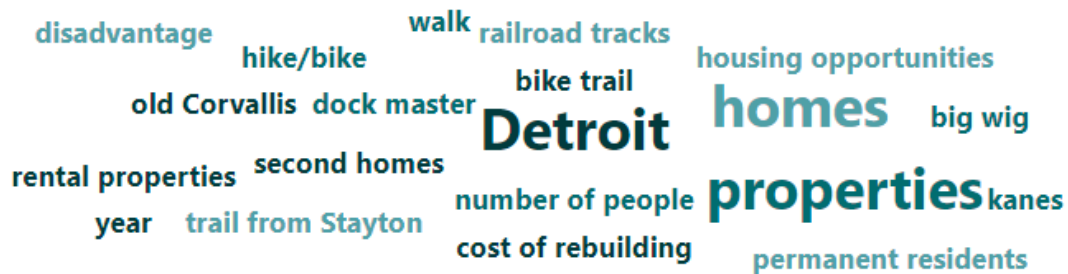 walk
disadvantage
railroad tracks
hike/bike
housing opportunities
bike trail
old Corvallis
dock master
homes
big wig
Detroit
second homes
rental properties
properties
number of people
kanes
year
trail from Stayton
cost of rebuilding
permanent residents